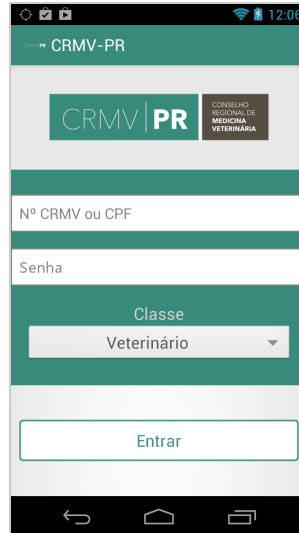 12:06
CRMV-PR
CRMV PR
CONSELHO
REGIONAL DE
MEDICINA
VETERINÁRIA
Nº CRMV ou CPF
Senha
Classe
Veterinário
Entrar